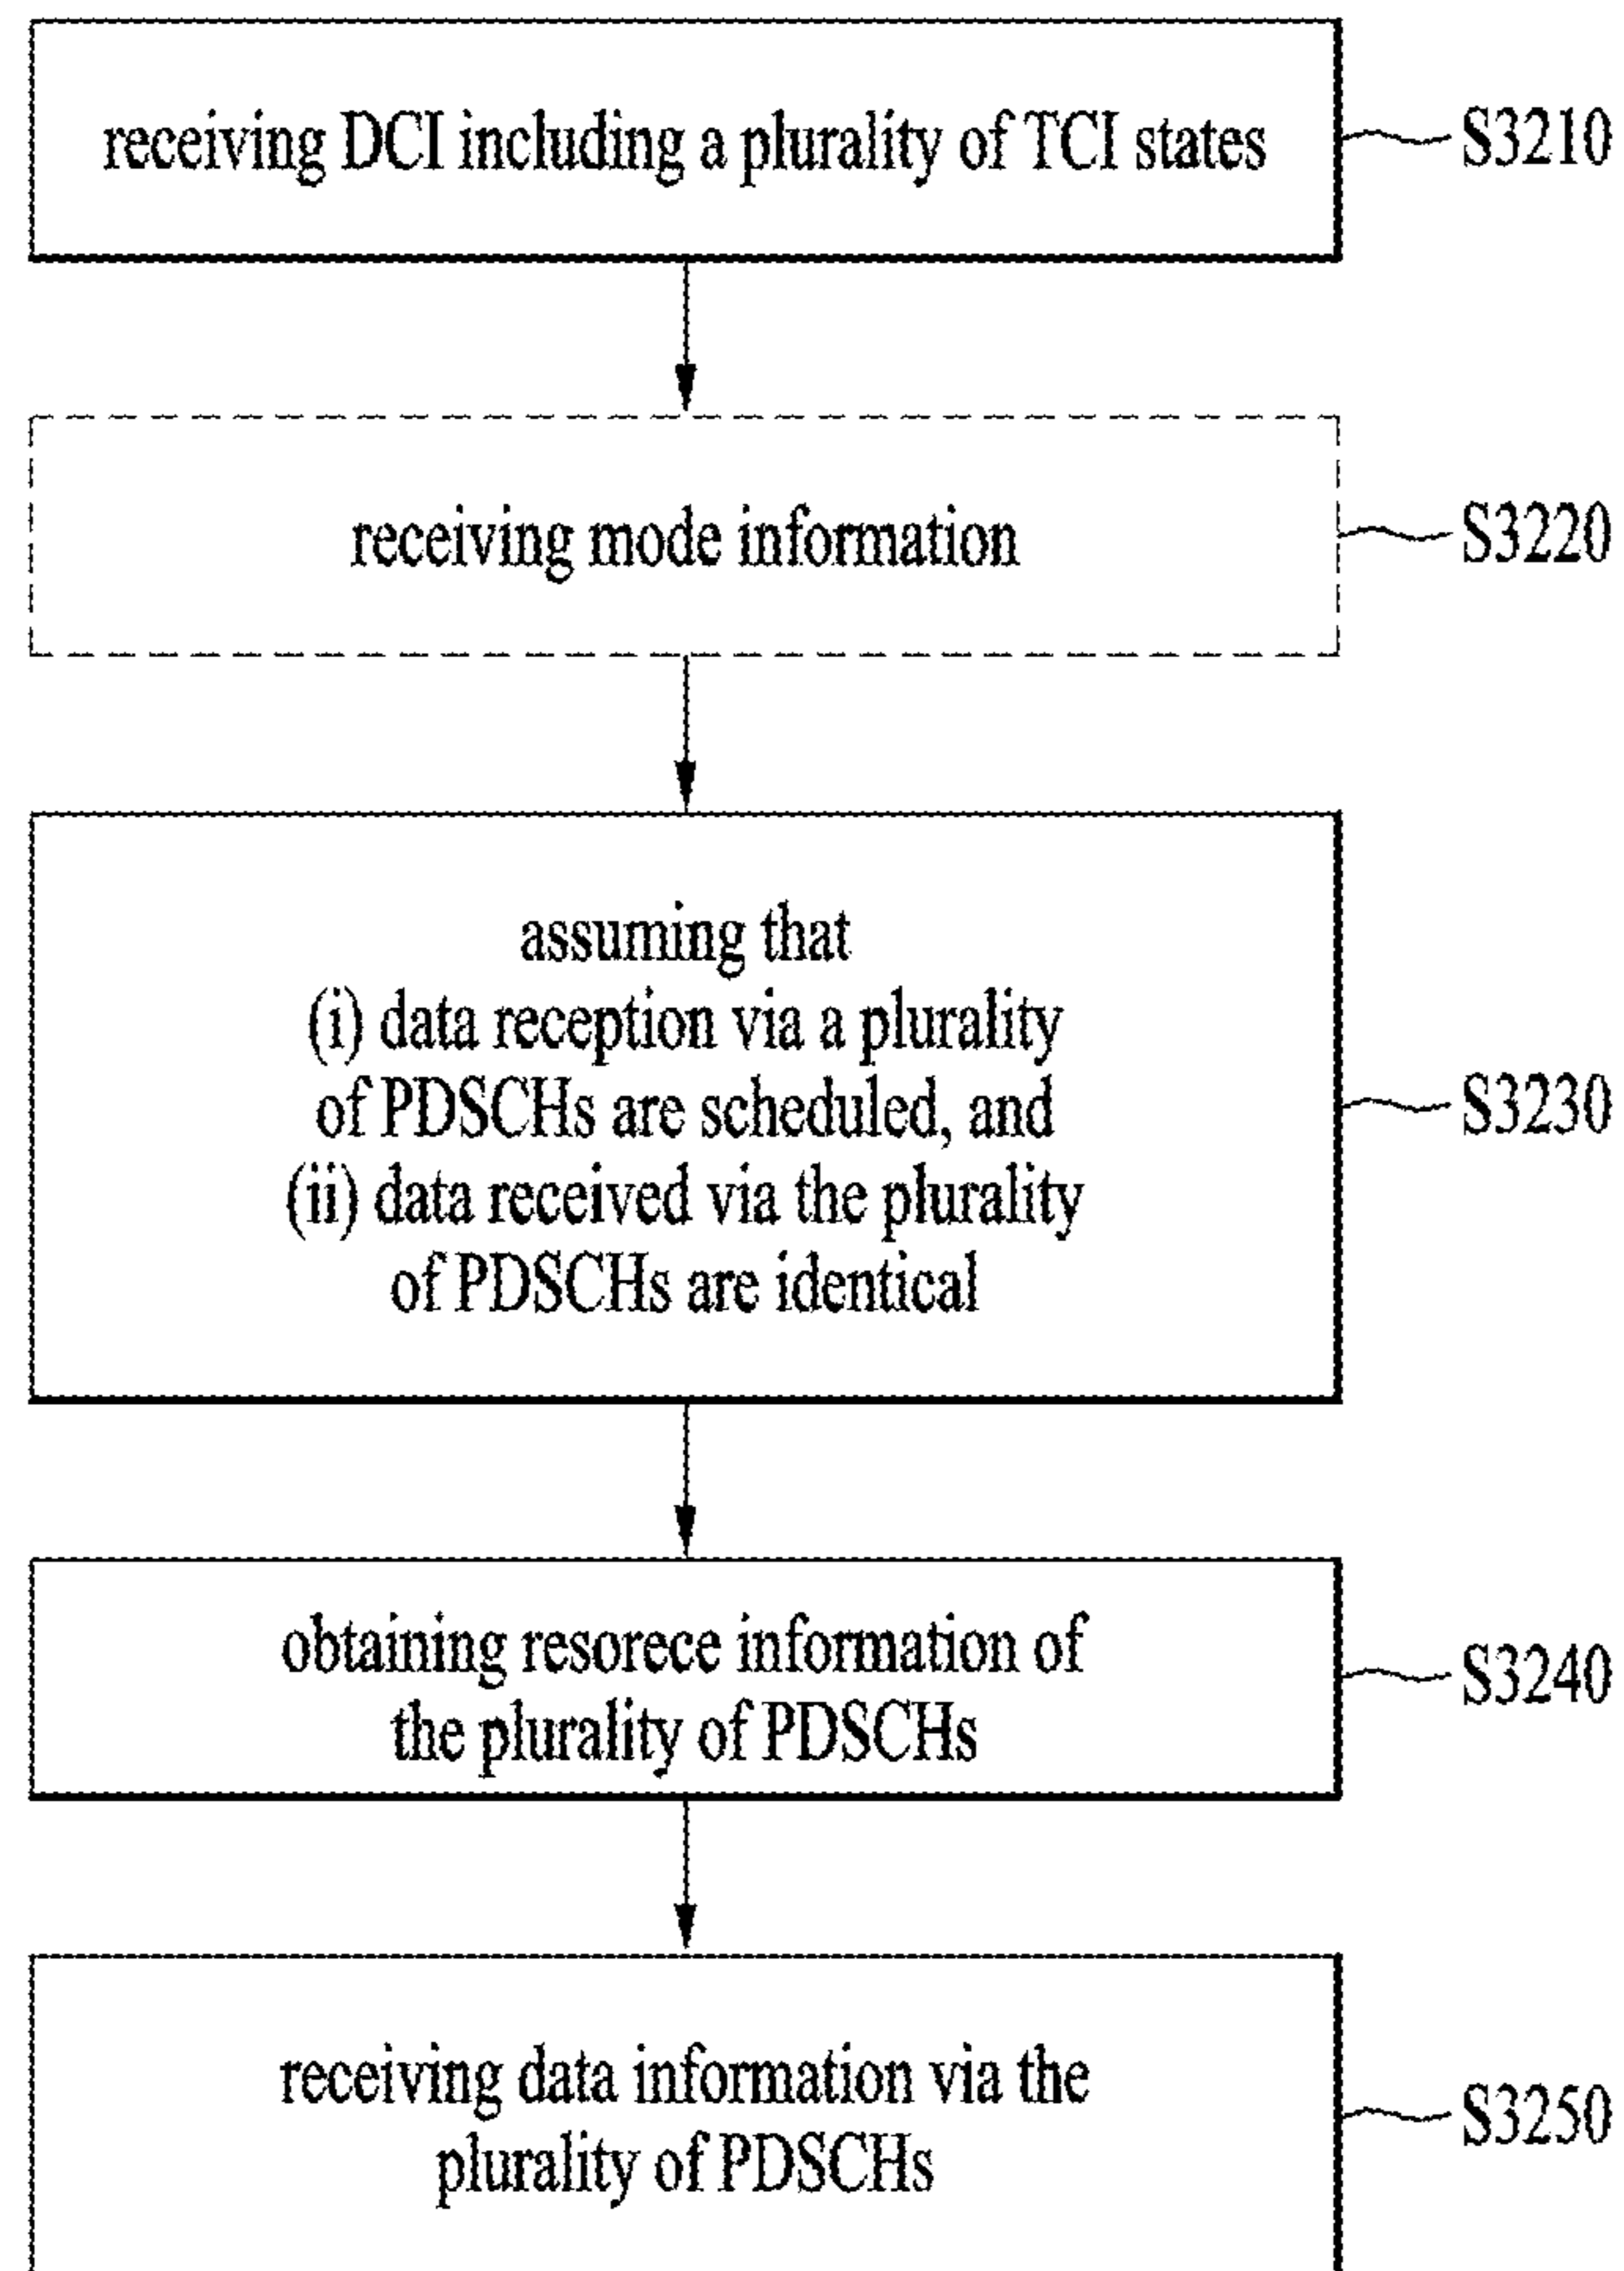 receiving DCI including a plurality of TCI states
S3210
receiving mode information
S3220
assuming that
(i) data reception via a plurality
of PDSCHs are scheduled, and
(ii) data received via the plurality
of PDSCHs are identical
S3230
obtaining resorece information of
the plurality of PDSCHs
S3240
receiving data information via the
plurality of PDSCHs
S3250